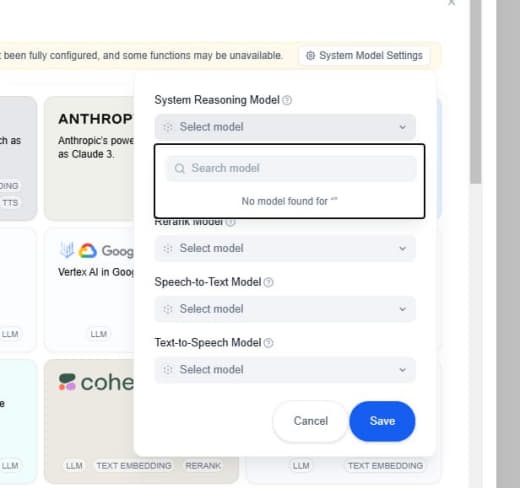 been fully configured, and some functions may be unavailable.
System Model Settings
System Reasoning Model
Select model
Search model
No model found for ""
Rerank Model
Select model
Speech-to-Text Model
Select model
Text-to-Speech Model
Select model
Cancel
Save
ch as
DING
TTS
ANTHROP
Anthropic's powe
as Claude 3.
Goog
Vertex AI in Goog
LLM
LLM
cohe
e
LLM
LLM
TEXT EMBEDDING
RERANK
LLM
TEXT EMBEDDING